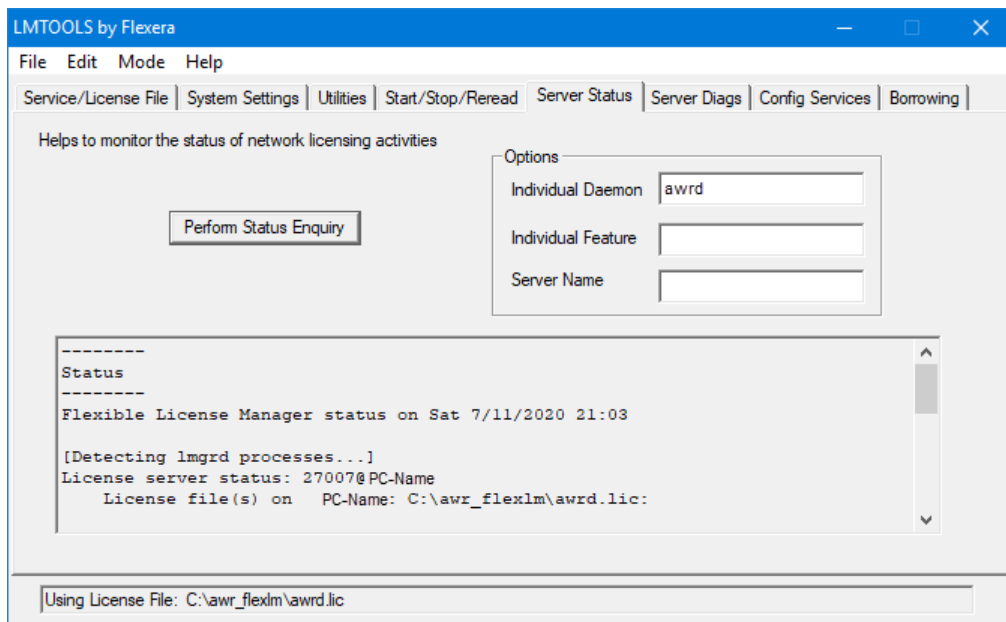 LMTOOLS by Flexera
File Edit Mode Help
Service/License File System Settings Utilities Start/Stop/Reread Server Status Server Diags Config Services Borrowing
Helps to monitor the status of network licensing activities
Options
Individual Daemon awrd
Perform Status Enquiry
Individual Feature
Server Name
--------
Status
--------
Flexible License Manager status on Sat 7/11/2020 21:03
[Detecting lmgrd processes...]
License server status: 27007@PC-Name
License file(s) on PC-Name: C:\awr_flexlm\awrd.lic:
Using License File: C:\awr_flexlm\awrd.lic